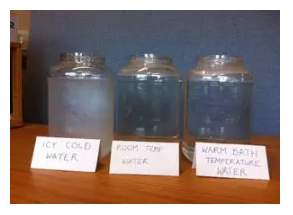 ICY COLD
WATER
ROOM TEMP
WATER
WARM BATH
TEMPERATURE
WATER